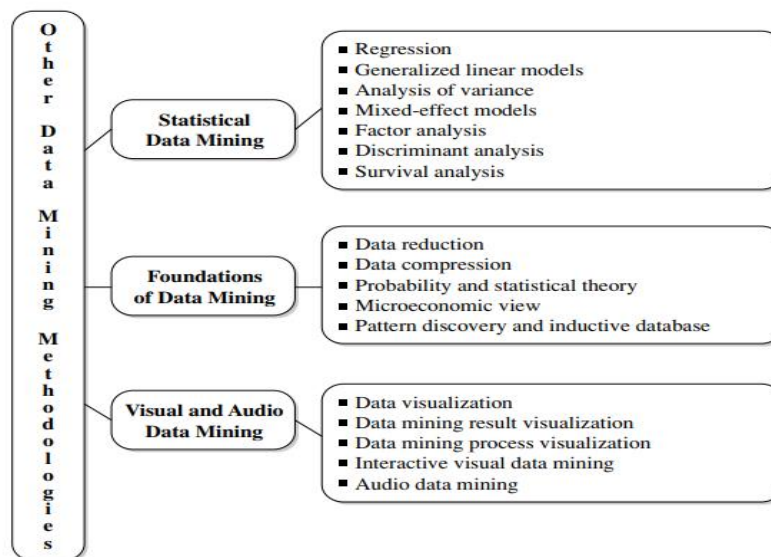 Other Data Mining Methodologies
Statistical
Data Mining
■ Regression
■ Generalized linear models
■ Analysis of variance
■ Mixed-effect models
■ Factor analysis
■ Discriminant analysis
■ Survival analysis
Foundations
of Data Mining
■ Data reduction
■ Data compression
■ Probability and statistical theory
■ Microeconomic view
■ Pattern discovery and inductive database
Visual and Audio
Data Mining
■ Data visualization
■ Data mining result visualization
■ Data mining process visualization
■ Interactive visual data mining
■ Audio data mining